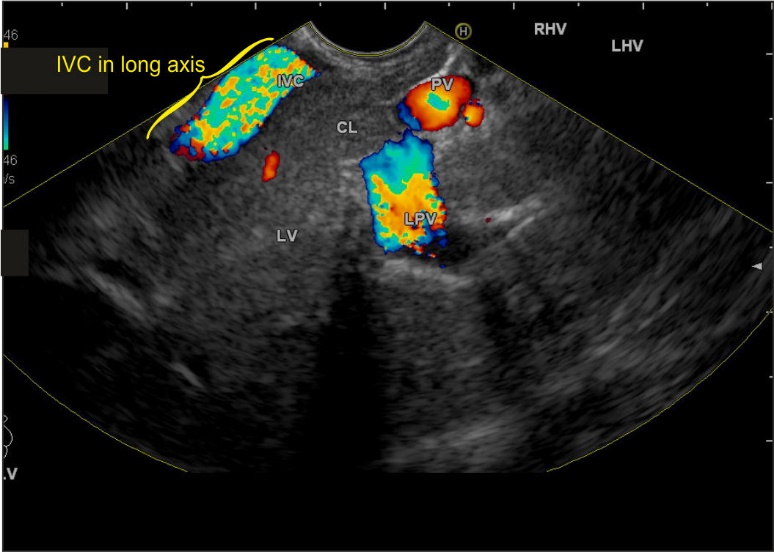 46
IVC in long axis
IVC
H
RHV
LHV
PV
CL
46
/s
LPV
LV
.V